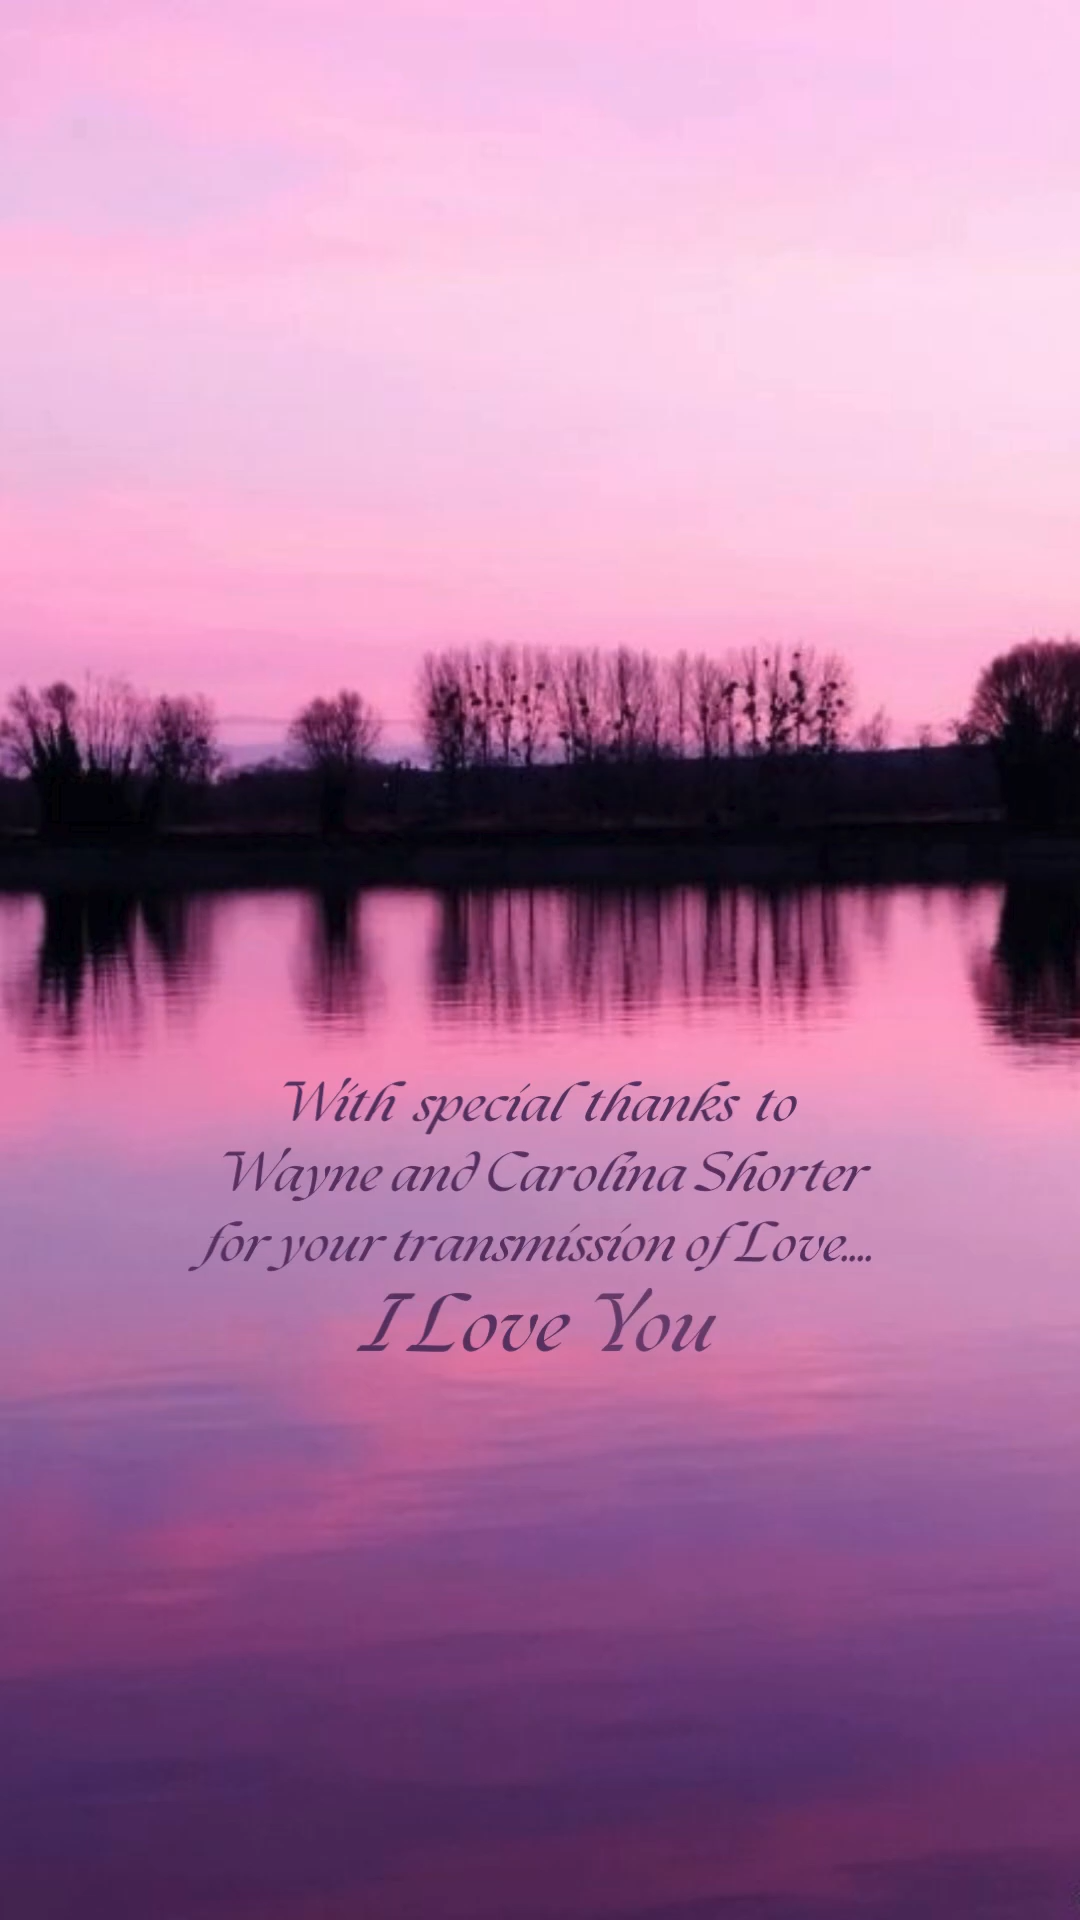 With special thanks to
Wayne and Carolina Shorter
for your transmission of Love....
I Love You